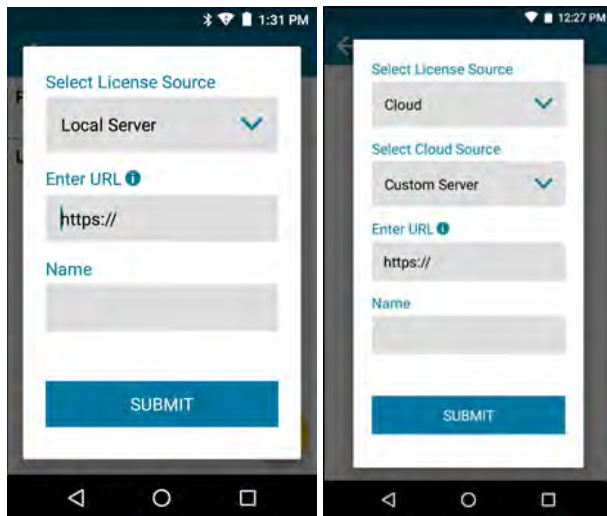 1:31 PM
Select License Source
Local Server
Enter URL
https://
Name
SUBMIT
12:27 PM
Select License Source
Cloud
Select Cloud Source
Custom Server
Enter URL
https://
Name
SUBMIT